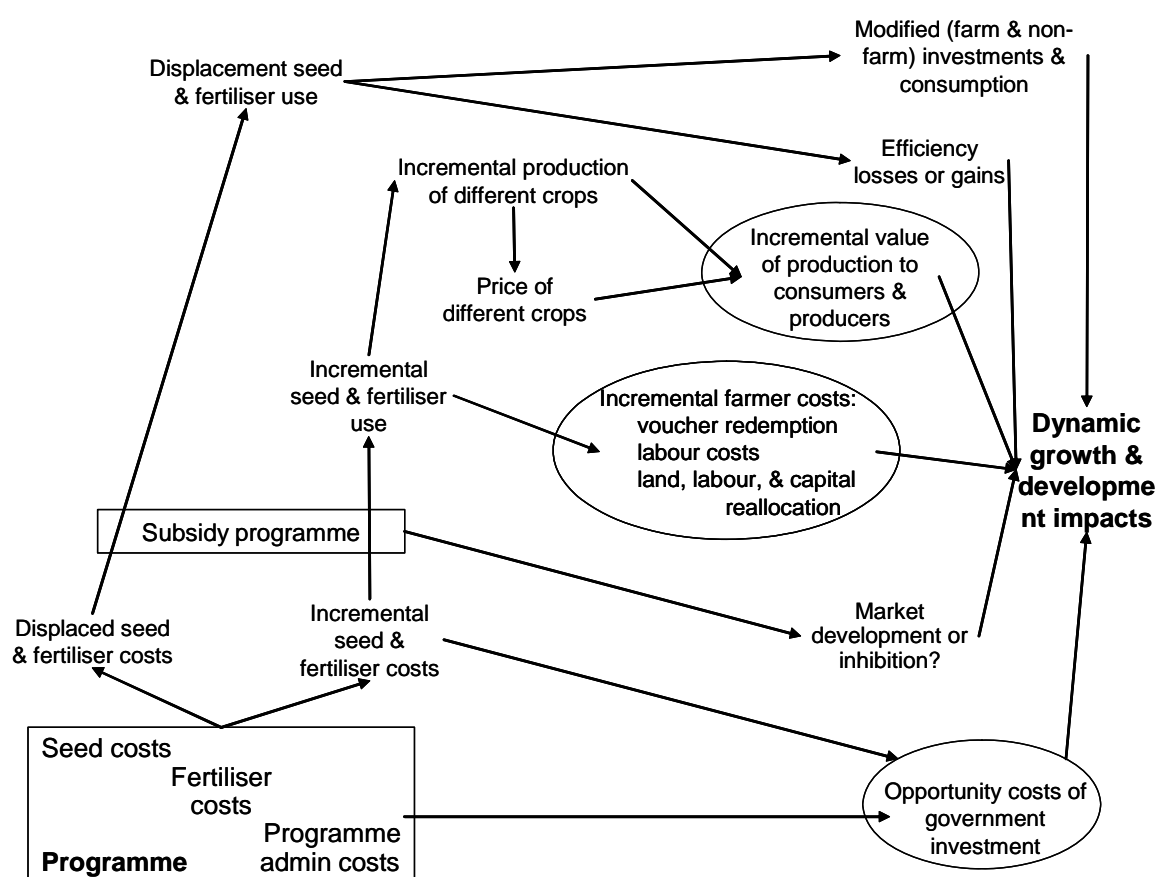 Modified (farm & non-
farm) investments &
consumption
Displacement seed
& fertiliser use
Efficiency
losses or gains
Incremental production
of different crops
Incremental value
of production to
consumers &
producers
Price of
different crops
Incremental
seed & fertiliser
use
Incremental farmer costs:
voucher redemption
labour costs
land, labour, & capital
reallocation
Dynamic
growth &
developme
nt impacts
Subsidy programme
Displaced seed
& fertiliser costs
Incremental
seed &
fertiliser costs
Market
development or
inhibition?
Seed costs
Fertiliser
costs
Programme
admin costs
Programme
Opportunity costs of
government
investment